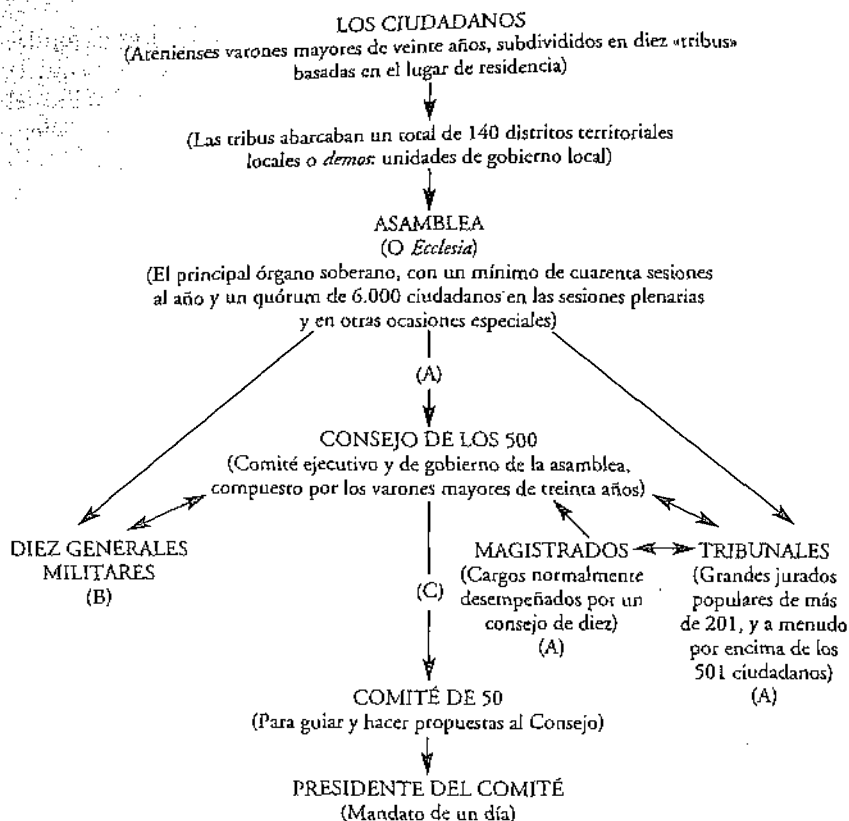 LOS CIUDADANOS
(Atenienses varones mayores de veinte años, subdivididos en diez «tribus»
basadas en el lugar de residencia)
(Las tribus abarcaban un total de 140 distritos territoriales
locales o demos: unidades de gobierno local)
ASAMBLEA
(O Ecclesia)
(El principal órgano soberano, con un mínimo de cuarenta sesiones
al año y un quórum de 6.000 ciudadanos en las sesiones plenarias
y en otras ocasiones especiales)
(A)
CONSEJO DE LOS 500
(Comité ejecutivo y de gobierno de la asamblea,
compuesto por los varones mayores de treinta años)
DIEZ GENERALES
MILITARES
(B)
(C)
MAGISTRADOS
(Cargos normalmente
desempeñados por un
consejo de diez)
(A)
TRIBUNALES
(Grandes jurados
populares de más
de 201, y a menudo
por encima de los
501 ciudadanos)
(A)
COMITÉ DE 50
(Para guiar y hacer propuestas al Consejo)
PRESIDENTE DEL COMITÉ
(Mandato de un día)